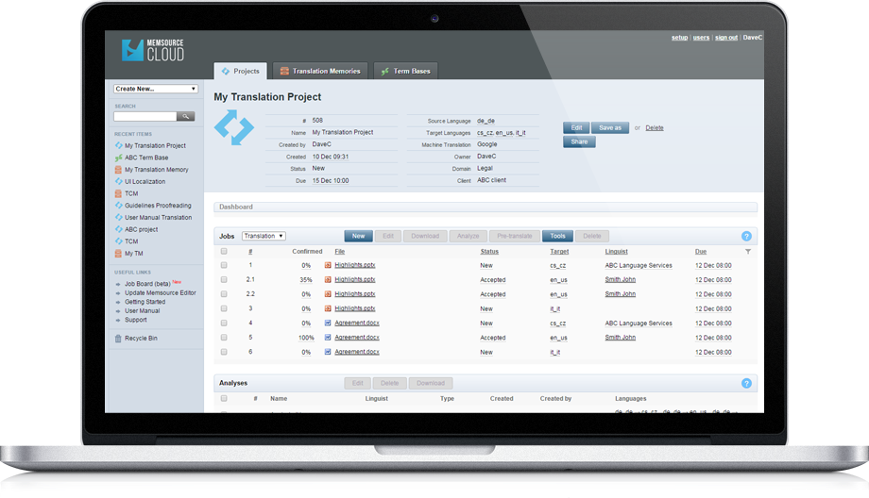 MEMSOURCE
CLOUD
setup | users | sign out | DaveC
Projects
Translation Memories
Term Bases
Create New...
SEARCH
RECENT ITEMS
My Translation Project
ABC Term Base
My Translation Memory
UI Localization
TCM
Guidelines Proofreading
User Manual Translation
ABC project
TCM
My TM
USEFUL LINKS
Job Board (beta) New
Update Memsource Editor
Getting Started
User Manual
Support
Recycle Bin
My Translation Project
# 508
Name My Translation Project
Created by DaveC
Created 10 Dec 09:31
Status New
Due 15 Dec 10:00
Source Language de_de
Target Languages cs_cz, en_us, it_it
Machine Translation Google
Owner DaveC
Domain Legal
Client ABC client
Edit Save as or Delete
Share
Dashboard
Jobs Translation New Edit Download Analyze Pre-translate Tools Delete ?
# Confirmed File Status Target Linguist Due
1 0% Highlights.pptx New cs_cz ABC Language Services 12 Dec 08:00
2.1 35% Highlights.pptx Accepted en_us Smith John 12 Dec 08:00
2.2 0% Highlights.pptx Accepted en_us Smith John 12 Dec 08:00
3 0% Highlights.pptx New it_it 12 Dec 08:00
4 0% Agreement.docx New cs_cz ABC Language Services 12 Dec 08:00
5 100% Agreement.docx Accepted en_us Smith John 12 Dec 08:00
6 0% Agreement.docx New it_it 12 Dec 08:00
Analyses Edit Delete Download ?
# Name Linguist Type Created Created by Languages